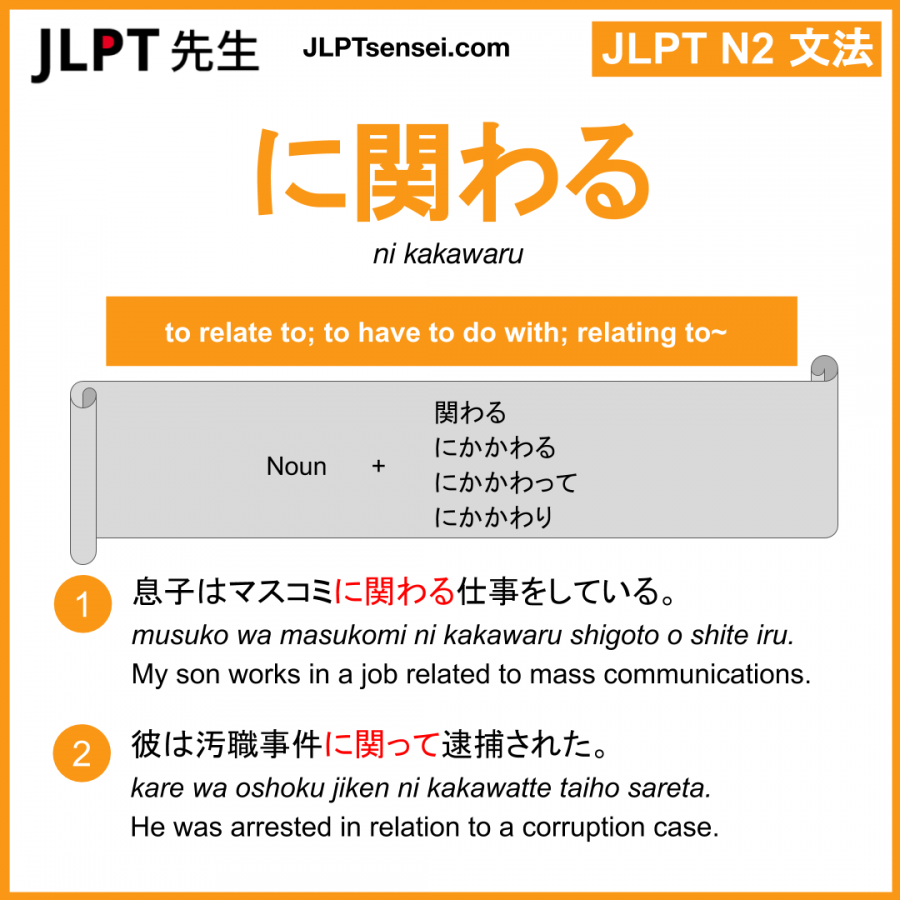 JLPT 先生
JLPTsensei.com
JLPT N2 文法
に関わる
ni kakawaru
to relate to; to have to do with; relating to~
関わる
にかかわる
Noun + にかかわって
にかかわり
1 息子はマスコミに関わる仕事をしている。
musuko wa masukomi ni kakawaru shigoto o shite iru.
My son works in a job related to mass communications.
2 彼は汚職事件に関って逮捕された。
kare wa oshoku jiken ni kakawatte taiho sareta.
He was arrested in relation to a corruption case.